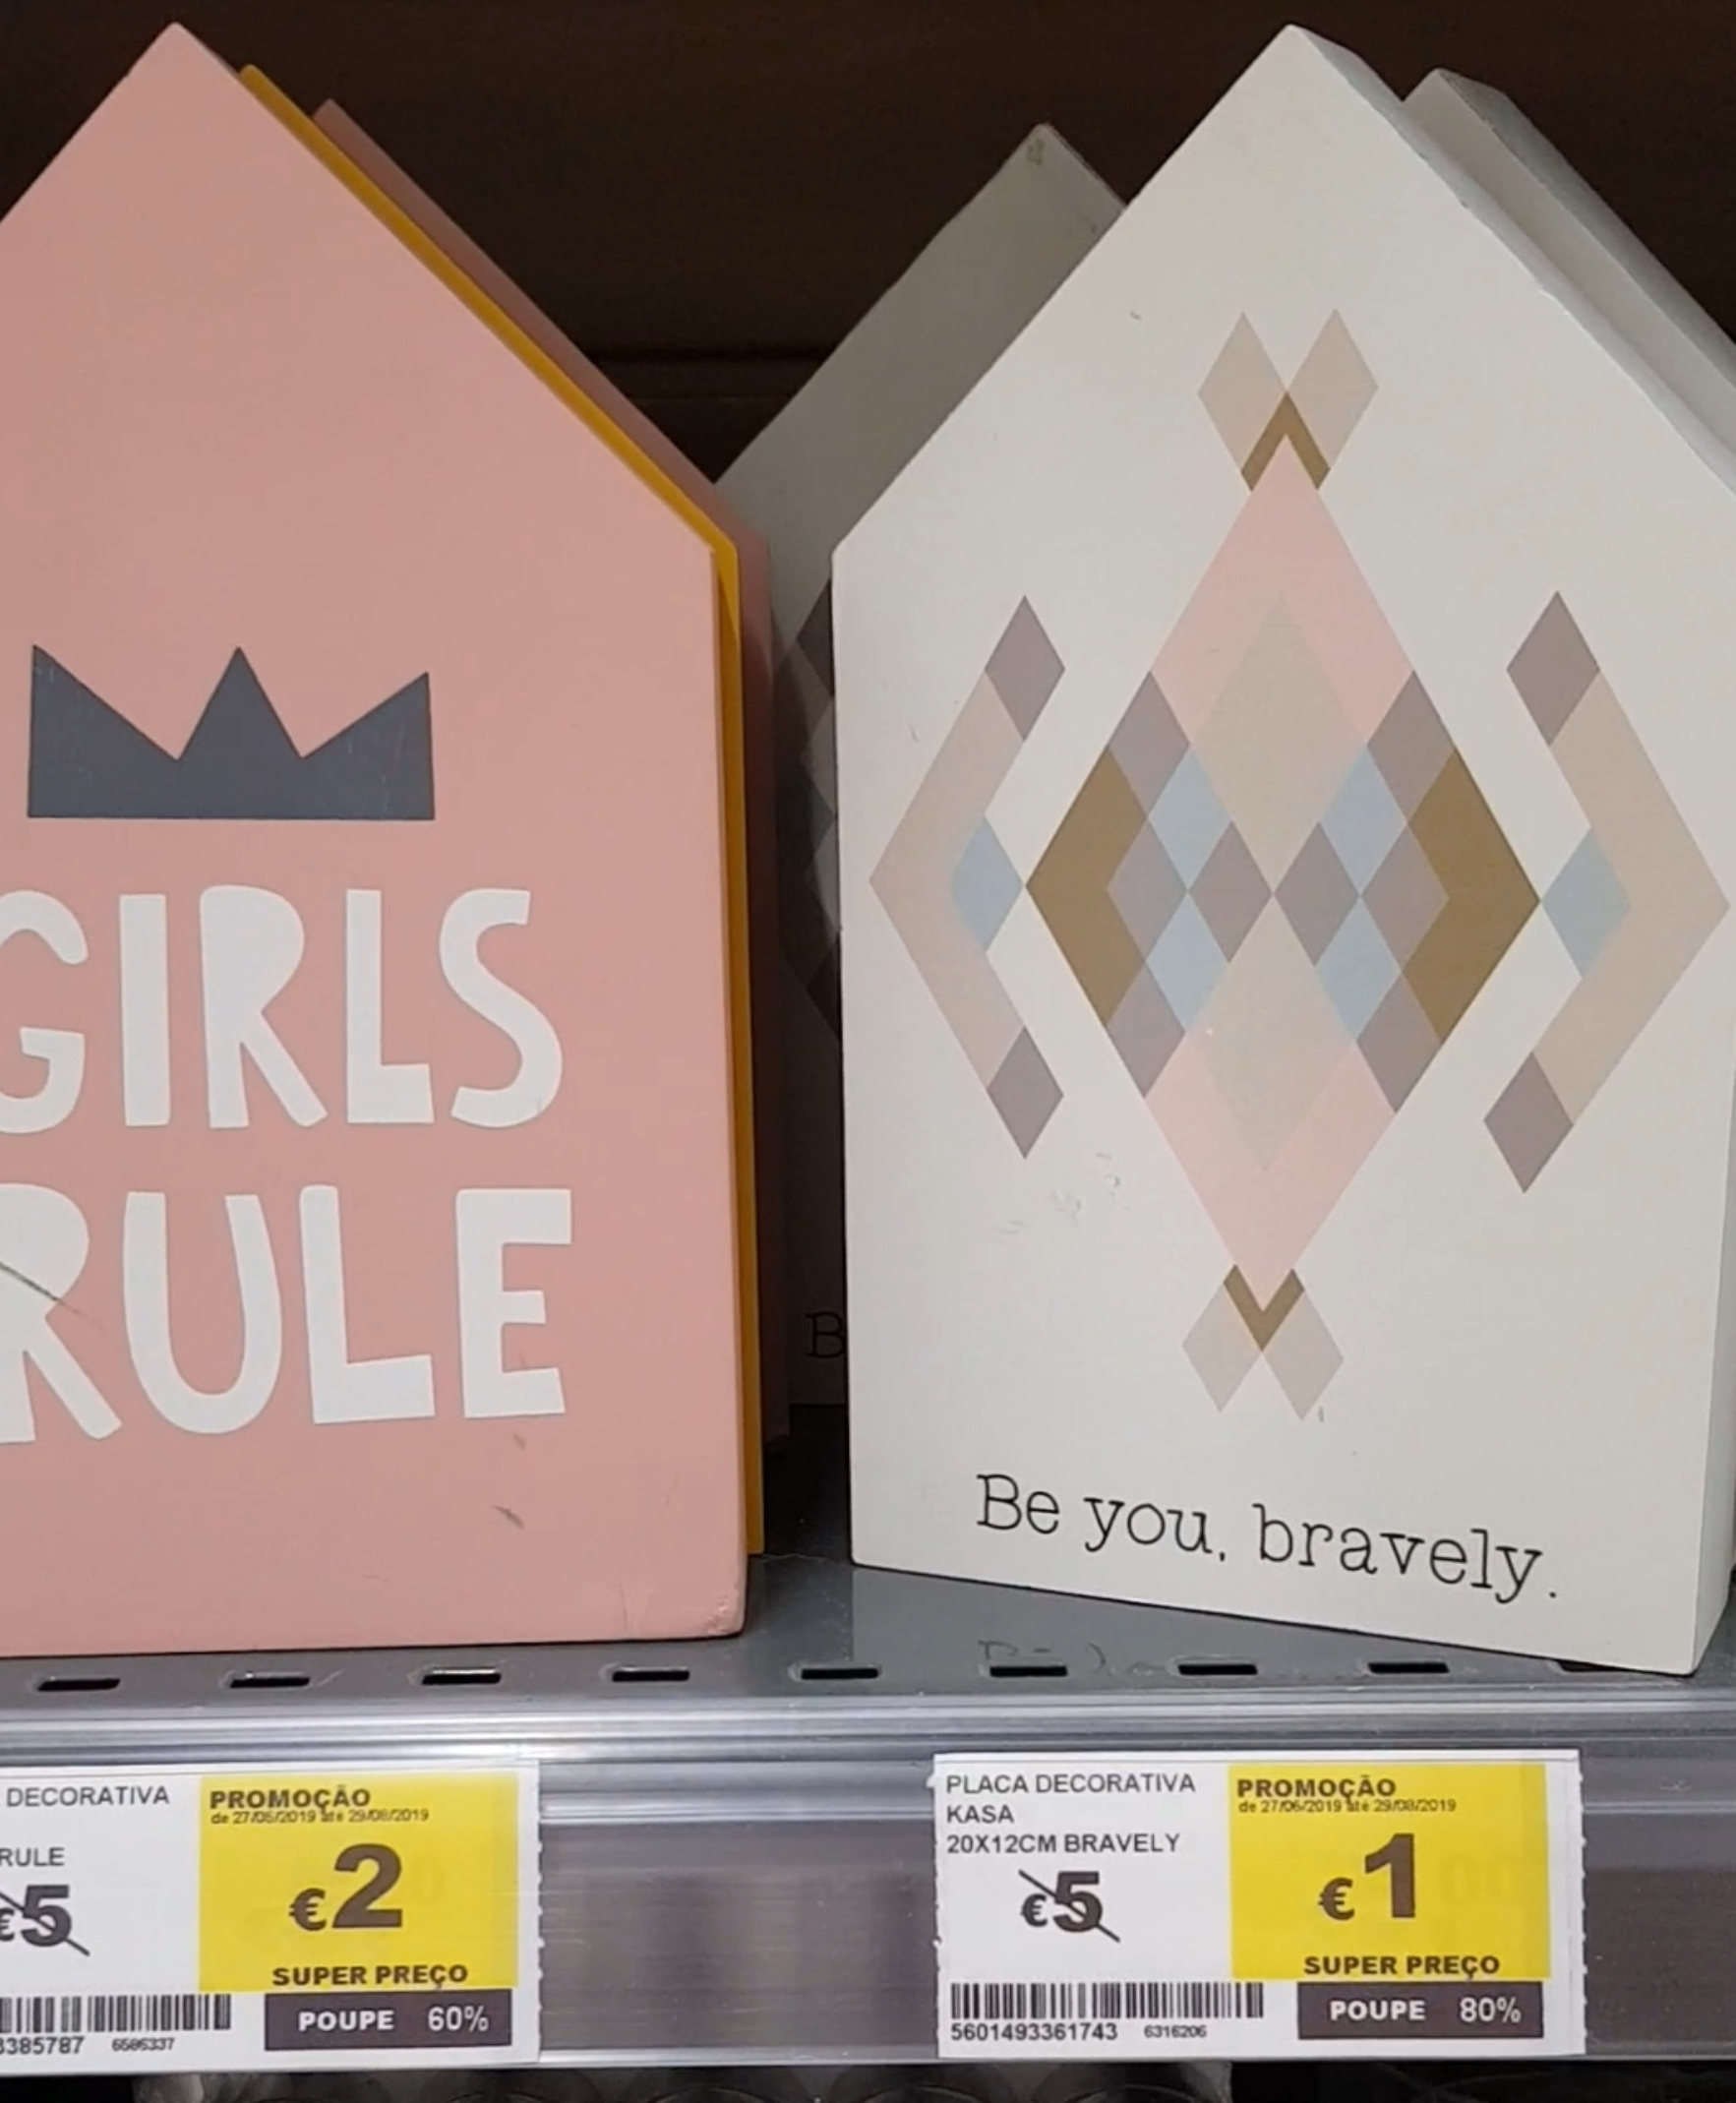 GIRLS
RULE
Be you, bravely.
DECORATIVA
RULE
€5
PROMOÇÃO
de 27/06/2019 até 29/08/2019
€2
SUPER PREÇO
POUPE 60%
3385787 6586337
PLACA DECORATIVA
KASA
20X12CM BRAVELY
€5
PROMOÇÃO
de 27/06/2019 até 29/08/2019
€1
SUPER PREÇO
POUPE 80%
5601493361743 6316206